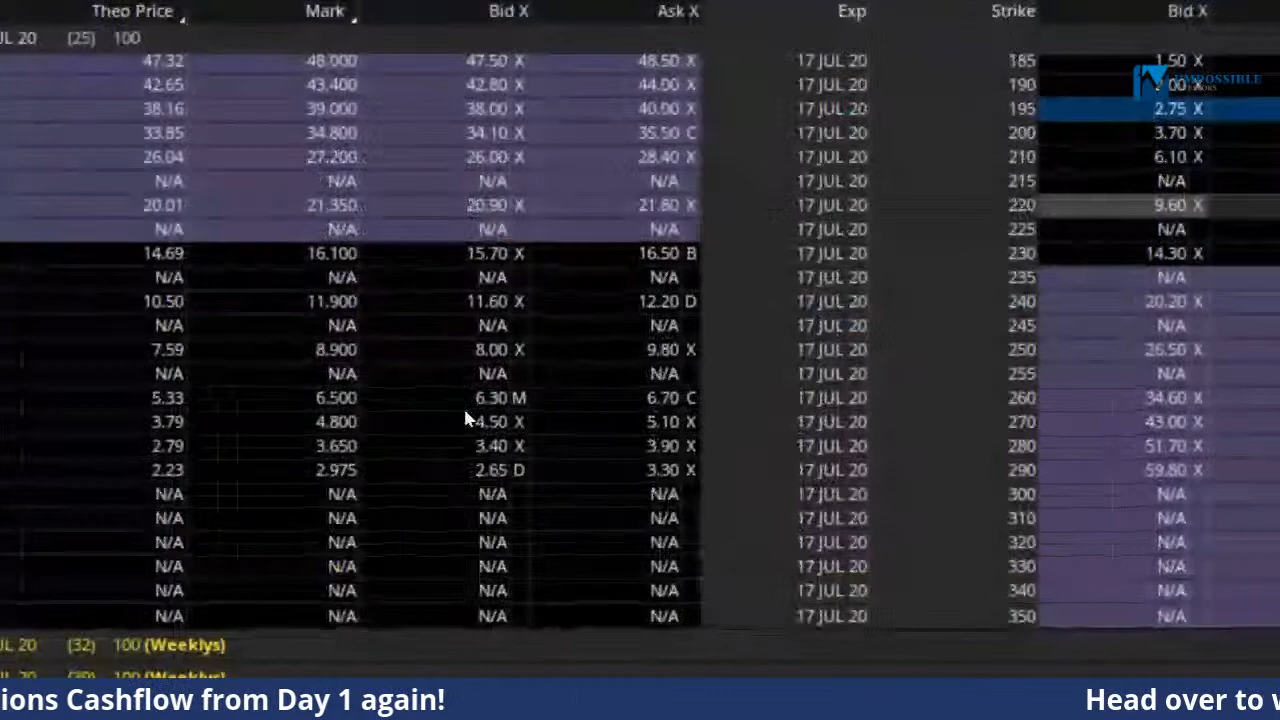 Theo Price Mark Bid X Ask X Exp Strike Bid X
JUL 20 (25) 100
47.32 48.000 47.50 X 48.50 X 17 JUL 20 185 1.50 X
42.65 43.400 42.80 X 44.00 X 17 JUL 20 190
38.16 39.000 38.00 X 40.00 X 17 JUL 20 195 2.75 X
33.85 34.800 34.10 X 35.50 C 17 JUL 20 200 3.70 X
26.04 27.200 26.00 X 28.40 X 17 JUL 20 210 6.10 X
N/A N/A N/A N/A 17 JUL 20 215 N/A
20.01 21.350 20.90 X 21.80 X 17 JUL 20 220 9.60 X
N/A N/A N/A N/A 17 JUL 20 225 N/A
14.69 16.100 15.70 X 16.50 B 17 JUL 20 230 14.30 X
N/A N/A N/A N/A 17 JUL 20 235 N/A
10.50 11.900 11.60 X 12.20 D 17 JUL 20 240 20.20 X
N/A N/A N/A N/A 17 JUL 20 245 N/A
7.59 8.900 8.00 X 9.80 X 17 JUL 20 250 26.50 X
N/A N/A N/A N/A 17 JUL 20 255 N/A
5.33 6.500 6.30 M 6.70 C 17 JUL 20 260 34.60 X
3.79 4.800 4.50 X 5.10 X 17 JUL 20 270 43.00 X
2.79 3.650 3.40 X 3.90 X 17 JUL 20 280 51.70 X
2.23 2.975 2.65 D 3.30 X 17 JUL 20 290 59.80 X
N/A N/A N/A N/A 17 JUL 20 300 N/A
N/A N/A N/A N/A 17 JUL 20 310 N/A
N/A N/A N/A N/A 17 JUL 20 320 N/A
N/A N/A N/A N/A 17 JUL 20 330 N/A
N/A N/A N/A N/A 17 JUL 20 340 N/A
N/A N/A N/A N/A 17 JUL 20 350 N/A
JUL 20 (32) 100 (Weeklys)
ions Cashflow from Day 1 again! Head over to w